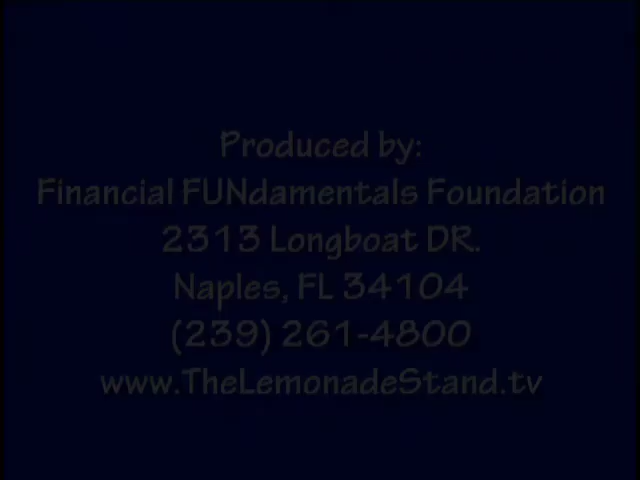 Produced by:
Financial FUNdamentals Foundation
2313 Longboat DR.
Naples, FL 34104
(239) 261-4800
www.TheLemonadeStand.tv